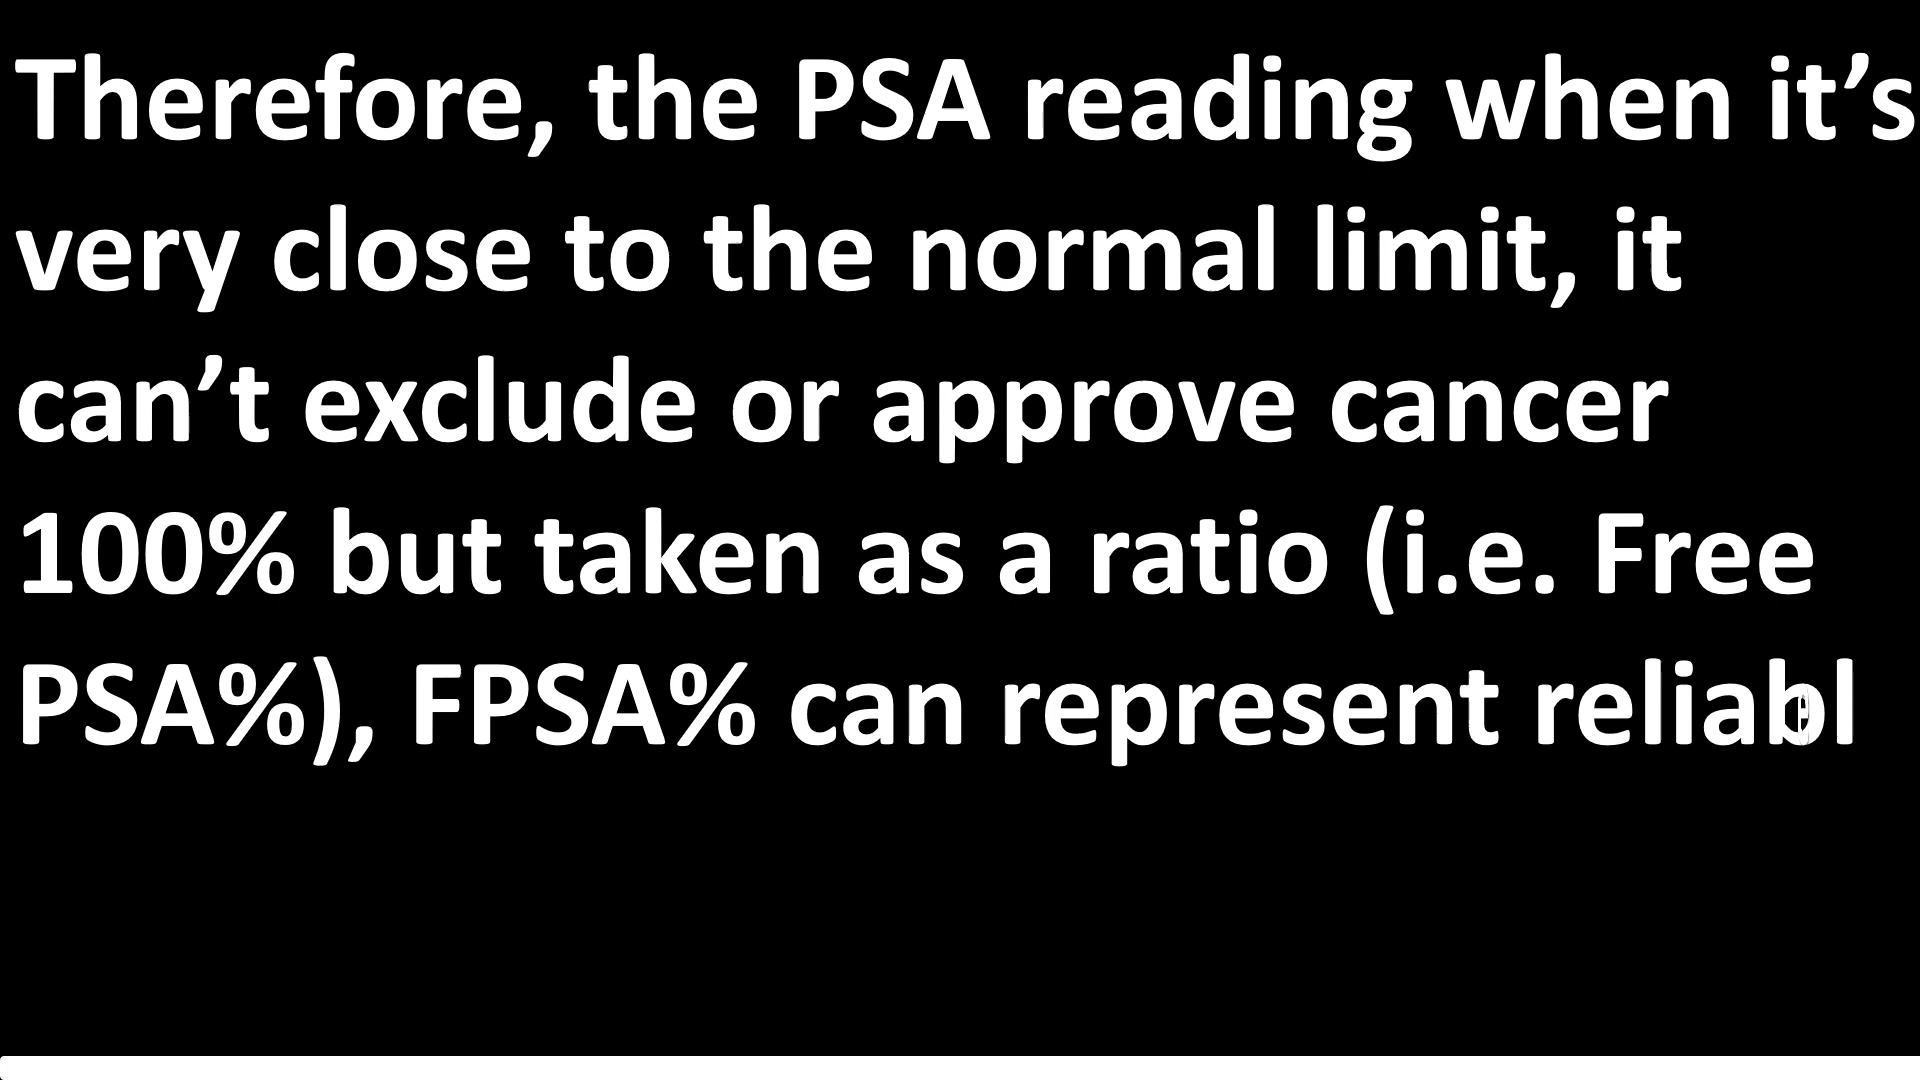 Therefore, the PSA reading when it’s
very close to the normal limit, it
can’t exclude or approve cancer
100% but taken as a ratio (i.e. Free
PSA%), FPSA% can represent reliabl